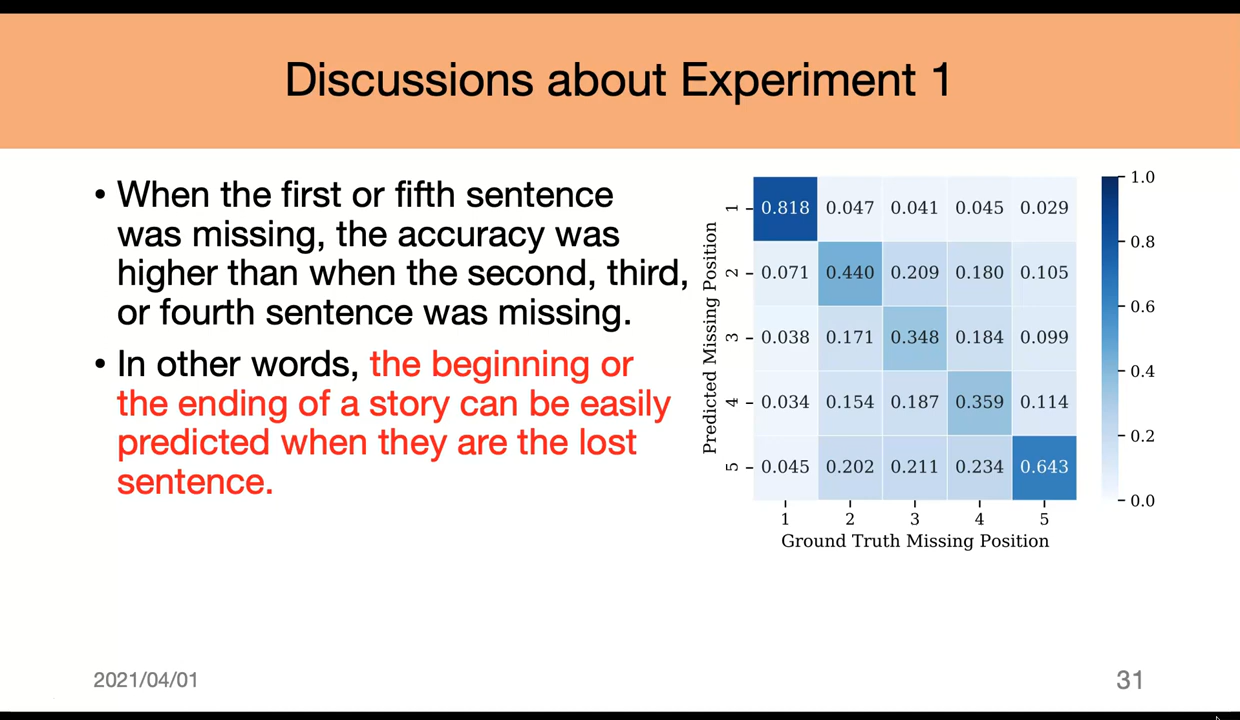 Discussions about Experiment 1
• When the first or fifth sentence
was missing, the accuracy was
higher than when the second, third,
or fourth sentence was missing.
• In other words, the beginning or
the ending of a story can be easily
predicted when they are the lost
sentence.
Predicted Missing Position
1 0.818 0.047 0.041 0.045 0.029
2 0.071 0.440 0.209 0.180 0.105
3 0.038 0.171 0.348 0.184 0.099
4 0.034 0.154 0.187 0.359 0.114
5 0.045 0.202 0.211 0.234 0.643
1 2 3 4 5
Ground Truth Missing Position
1.0
0.8
0.6
0.4
0.2
0.0
2021/04/01
31